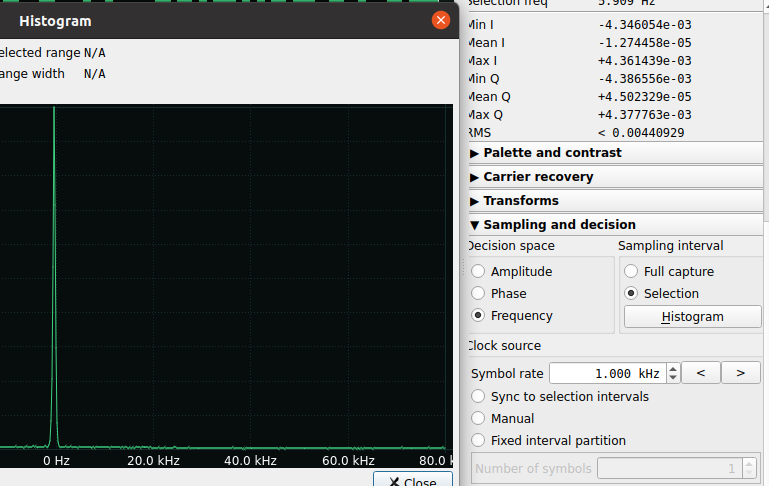 Histogram
elected range N/A
ange width N/A
0 Hz 20.0 kHz 40.0 kHz 60.0 kHz 80.0 k
Close
Selection freq 5.909 Hz
Min I -4.346054e-03
Mean I -1.274458e-05
Max I +4.361439e-03
Min Q -4.386556e-03
Mean Q +4.502329e-05
Max Q +4.377763e-03
RMS < 0.00440929
▶ Palette and contrast
▶ Carrier recovery
▶ Transforms
▼ Sampling and decision
Decision space Sampling interval
Amplitude Full capture
Phase Selection
Frequency Histogram
Clock source
Symbol rate 1.000 kHz < >
Sync to selection intervals
Manual
Fixed interval partition
Number of symbols 1